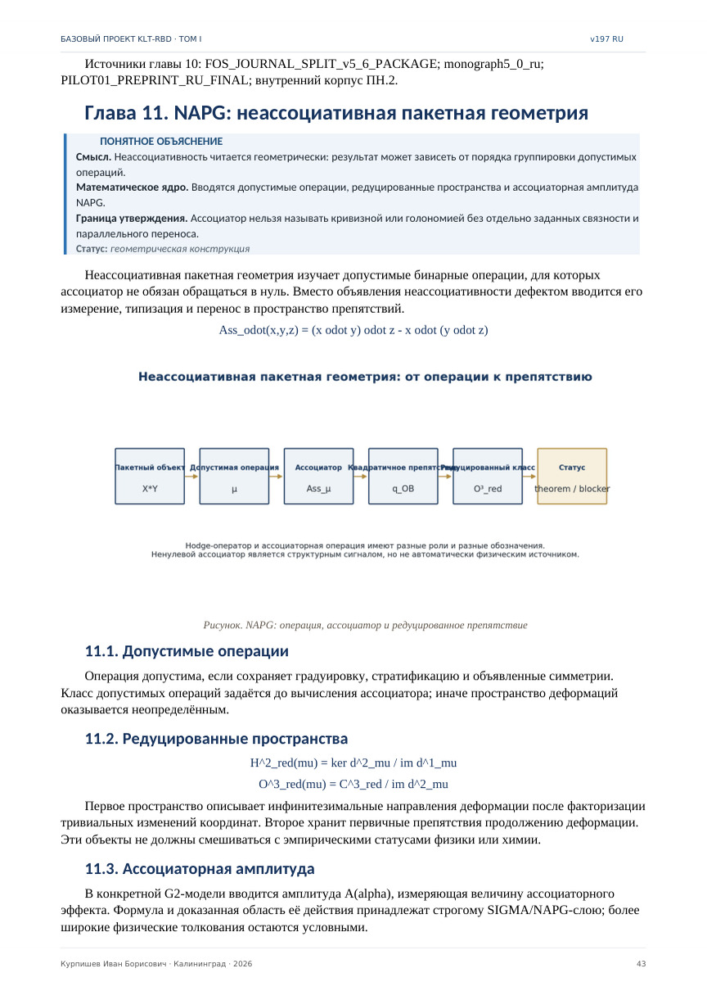 БАЗОВЫЙ ПРОЕКТ KLT-RBD · ТОМ I
v197 RU
Источники главы 10: FOS_JOURNAL_SPLIT_v5_6_PACKAGE; monograph5_0_ru;
PILOT01_PREPRINT_RU_FINAL; внутренний корпус ПН.2.
Глава 11. NAPG: неассоциативная пакетная геометрия
ПОНЯТНОЕ ОБЪЯСНЕНИЕ
Смысл. Неассоциативность читается геометрически: результат может зависеть от порядка группировки допустимых
операций.
Математическое ядро. Вводятся допустимые операции, редуцированные пространства и ассоциаторная амплитуда
NAPG.
Граница утверждения. Ассоциатор нельзя называть кривизной или голономией без отдельно заданных связности и
параллельного переноса.
Статус: геометрическая конструкция
Неассоциативная пакетная геометрия изучает допустимые бинарные операции, для которых
ассоциатор не обязан обращаться в нуль. Вместо объявления неассоциативности дефектом вводится его
измерение, типизация и перенос в пространство препятствий.
Ass_odot(x,y,z) = (x odot y) odot z - x odot (y odot z)
Неассоциативная пакетная геометрия: от операции к препятствию
Пакетный объект
X*Y
Допустимая операция
μ
Ассоциатор
Ass_μ
Квадратичное
q_OB
класс
O³_red
Статус
theorem / blocker
Hodge-оператор и ассоциаторная операция имеют разные роли и разные обозначения.
Ненулевой ассоциатор является структурным сигналом, но не автоматически физическим источником.
Рисунок. NAPG: операция, ассоциатор и редуцированное препятствие
11.1. Допустимые операции
Операция допустима, если сохраняет градуировку, стратификацию и объявленные симметрии.
Класс допустимых операций задаётся до вычисления ассоциатора; иначе пространство деформаций
оказывается неопределённым.
11.2. Редуцированные пространства
H^2_red(mu) = ker d^2_mu / im d^1_mu
O^3_red(mu) = C^3_red / im d^2_mu
Первое пространство описывает инфинитезимальные направления деформации после факторизации
тривиальных изменений координат. Второе хранит первичные препятствия продолжению деформации.
Эти объекты не должны смешиваться с эмпирическими статусами физики или химии.
11.3. Ассоциаторная амплитуда
В конкретной G2-модели вводится амплитуда A(alpha), измеряющая величину ассоциаторного
эффекта. Формула и доказанная область её действия принадлежат строгому SIGMA/NAPG-слою; более
широкие физические толкования остаются условными.
Курпишев Иван Борисович · Калининград · 2026
43